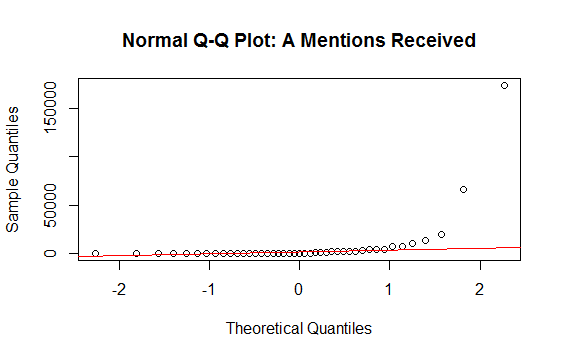 Normal Q-Q Plot: A Mentions Received
Sample Quantiles
150000
50000
0
-2 -1 0 1 2
Theoretical Quantiles